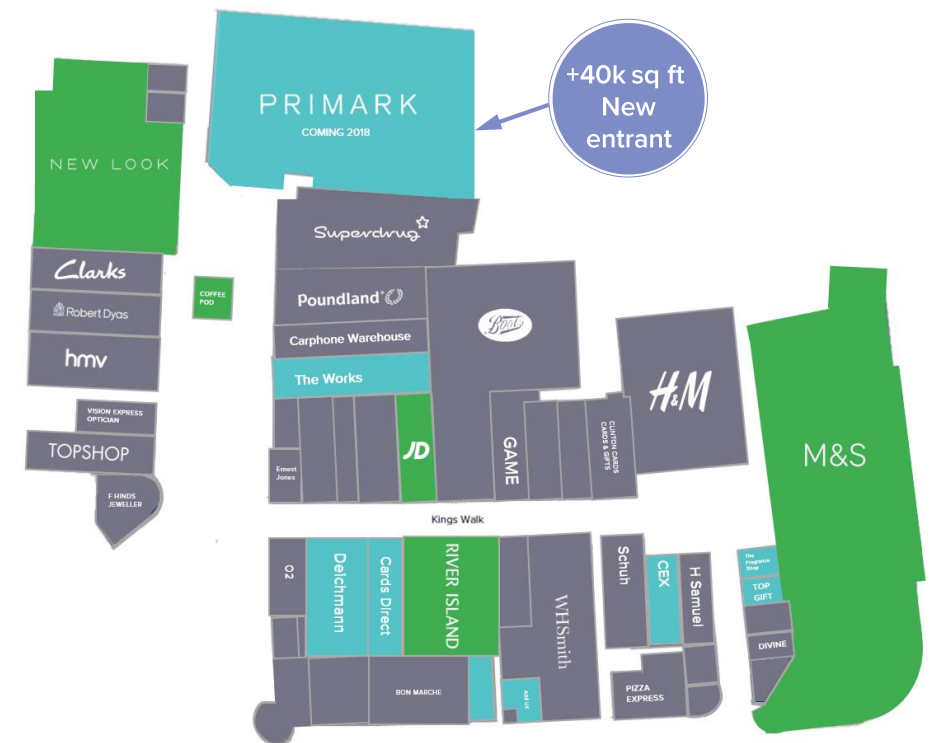 PRIMARK
COMING 2018
+40k sq ft
New
entrant
NEW LOOK
Superdrug
Clarks
COFFEE
POD
Poundland
Robert Dyas
Boots
Carphone Warehouse
hmv
The Works
H&M
VISION EXPRESS
OPTICIAN
TOPSHOP
JD
GAME
CLINTON CARDS
CARDS & GIFTS
M&S
Ernest
Jones
F HINDS
JEWELLER
Kings Walk
O2
Deichmann
Cards Direct
RIVER ISLAND
WHSmith
Schuh
CEX
H Samuel
The
Fragrance
Shop
TOP
GIFT
DIVINE
BON MARCHE
PIZZA
EXPRESS